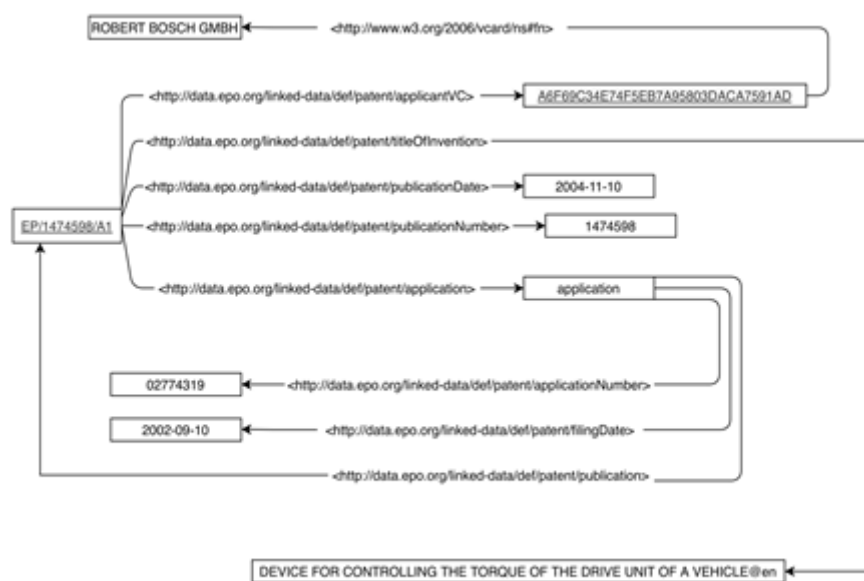 ROBERT BOSCH GMBH <http://www.w3.org/2006/vcard/ns#fn>
<http://data.epo.org/linked-data/def/patent/applicantVC> A6F69C34E74F5EB7A95803DACA7591AD
<http://data.epo.org/linked-data/def/patent/titleOfInvention>
<http://data.epo.org/linked-data/def/patent/publicationDate> 2004-11-10
EP/1474598/A1 <http://data.epo.org/linked-data/def/patent/publicationNumber> 1474598
<http://data.epo.org/linked-data/def/patent/application> application
02774319 <http://data.epo.org/linked-data/def/patent/applicationNumber>
2002-09-10 <http://data.epo.org/linked-data/def/patent/filingDate>
<http://data.epo.org/linked-data/def/patent/publication>
DEVICE FOR CONTROLLING THE TORQUE OF THE DRIVE UNIT OF A VEHICLE@en